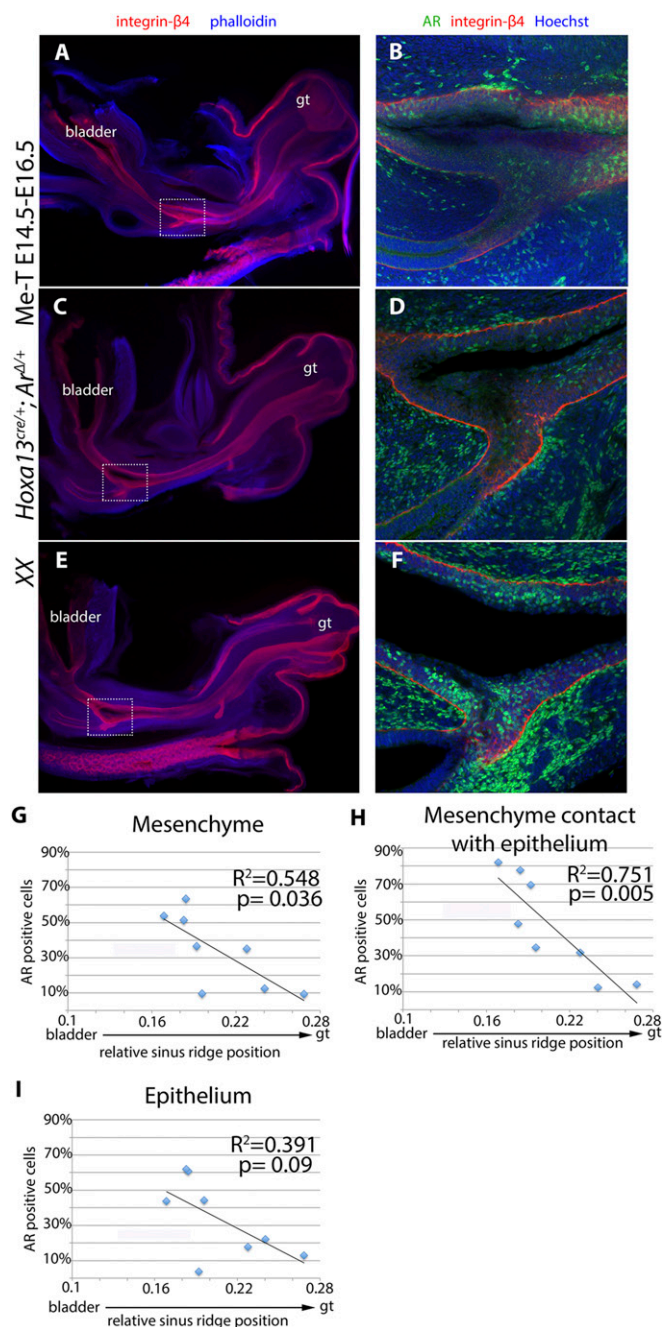 integrin-β4 phalloidin
AR integrin-β4 Hoechst
A
bladder
gt
B
C
bladder
gt
D
E
bladder
gt
F
XX Hoxa13cre/+; ArΔ/+ Me-T E14.5-E16.5
G
Mesenchyme
R²=0.548
p= 0.036
AR positive cells
90%
70%
50%
30%
10%
0.1 0.16 0.22 0.28
bladder gt
relative sinus ridge position
H
Mesenchyme contact
with epithelium
R²=0.751
p= 0.005
AR positive cells
90%
70%
50%
30%
10%
0.1 0.16 0.22 0.28
bladder gt
relative sinus ridge position
I
Epithelium
R²=0.391
p= 0.09
AR positive cells
90%
70%
50%
30%
10%
0.1 0.16 0.22 0.28
bladder gt
relative sinus ridge position